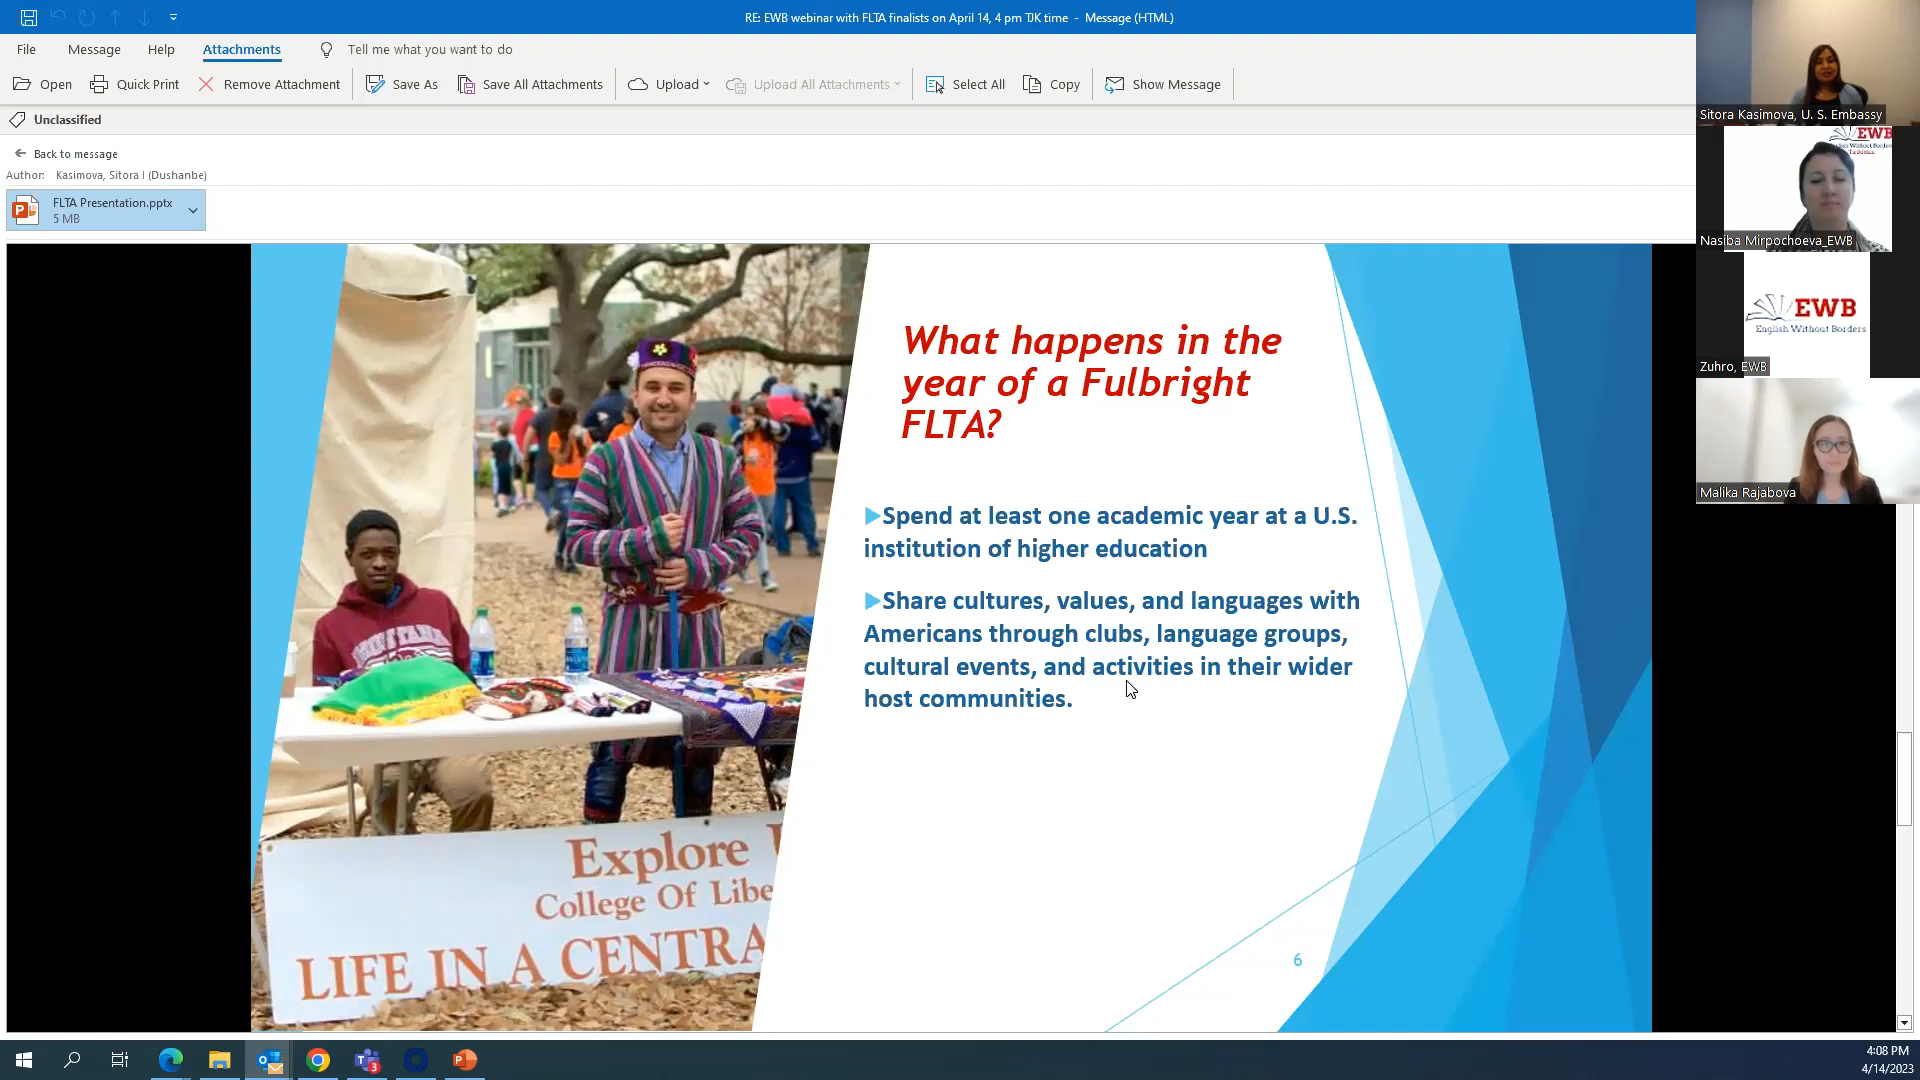 RE: EWB webinar with FLTA finalists on April 14, 4 pm TJK time - Message (HTML)
File Message Help Attachments Tell me what you want to do
Open Quick Print Remove Attachment Save As Save All Attachments Upload Upload All Attachments Select All Copy Show Message
Unclassified
Back to message
Author: Kasimova, Sitora I (Dushanbe)
FLTA Presentation.pptx
5 MB
What happens in the
year of a Fulbright
FLTA?
Spend at least one academic year at a U.S.
institution of higher education
Share cultures, values, and languages with
Americans through clubs, language groups,
cultural events, and activities in their wider
host communities.
6
Explore
College Of Libe
LIFE IN A CENTRA
Sitora Kasimova, U. S. Embassy
EWB
Nasiba Mirpochoeva_EWB
EWB
English Without Borders
Zuhro, EWB
Malika Rajabova
4:08 PM
4/14/2023